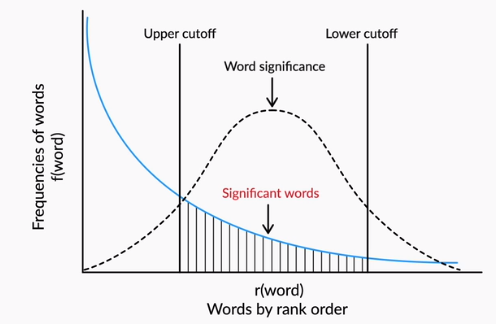 Upper cutoff
Lower cutoff
Word significance
Significant words
Frequencies of words
f(word)
r(word)
Words by rank order